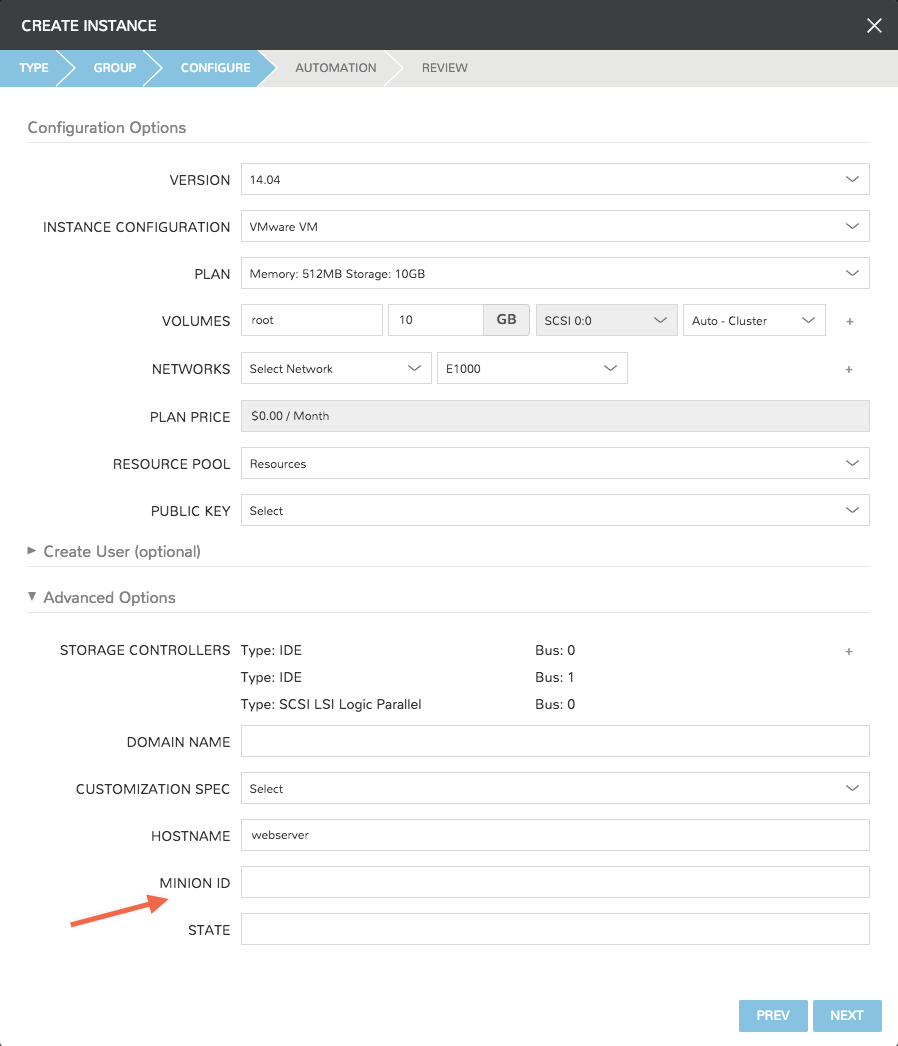 CREATE INSTANCE
TYPE GROUP CONFIGURE AUTOMATION REVIEW
Configuration Options
VERSION 14.04
INSTANCE CONFIGURATION VMware VM
PLAN Memory: 512MB Storage: 10GB
VOLUMES root 10 GB SCSI 0:0 Auto - Cluster +
NETWORKS Select Network E1000 +
PLAN PRICE $0.00 / Month
RESOURCE POOL Resources
PUBLIC KEY Select
Create User (optional)
Advanced Options
STORAGE CONTROLLERS Type: IDE Bus: 0 +
Type: IDE Bus: 1
Type: SCSI LSI Logic Parallel Bus: 0
DOMAIN NAME
CUSTOMIZATION SPEC Select
HOSTNAME webserver
MINION ID
STATE
PREV NEXT